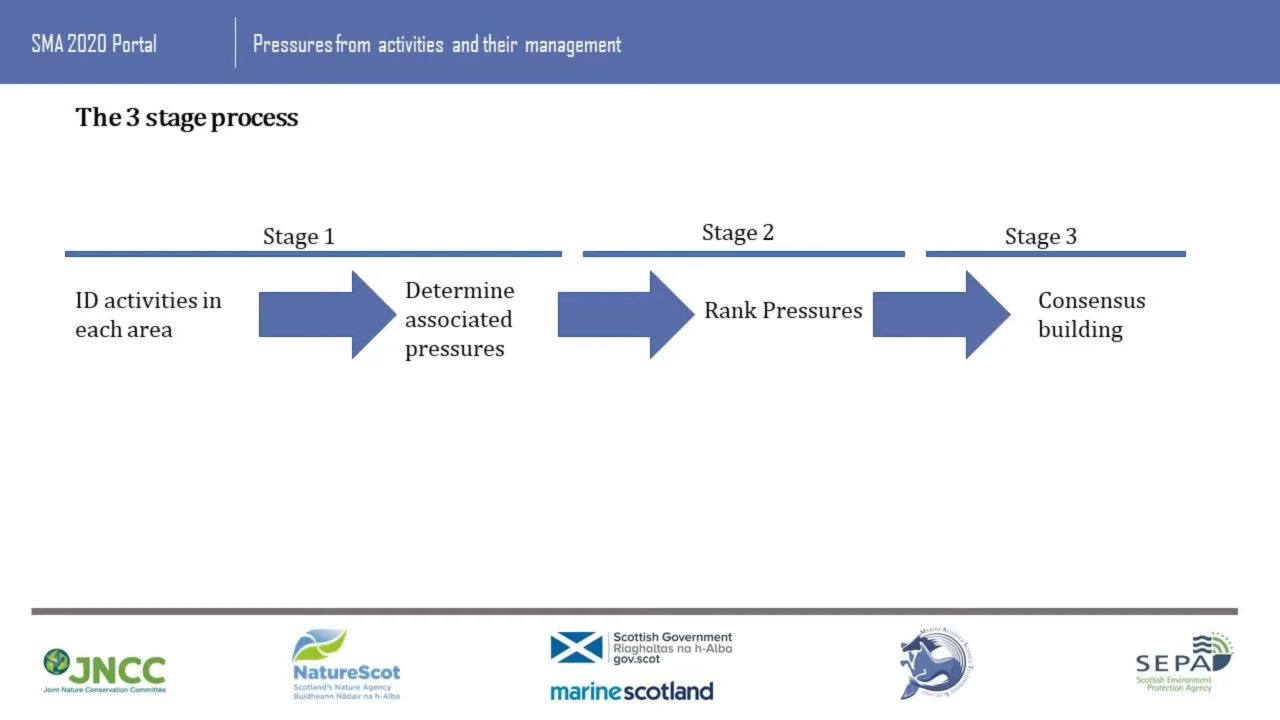 SMA 2020 Portal
Pressures from activities and their management
The 3 stage process
Stage 1
Stage 2
Stage 3
ID activities in
each area
Determine
associated
pressures
Rank Pressures
Consensus
building
JNCC
Joint Nature Conservation Committee
NatureScot
Scotland's Nature Agency
Buidheann Nàdair na h-Alba
Scottish Government
Riaghaltas na h-Alba
gov.scot
marinescotland
SEPA
Scottish Environment
Protection Agency